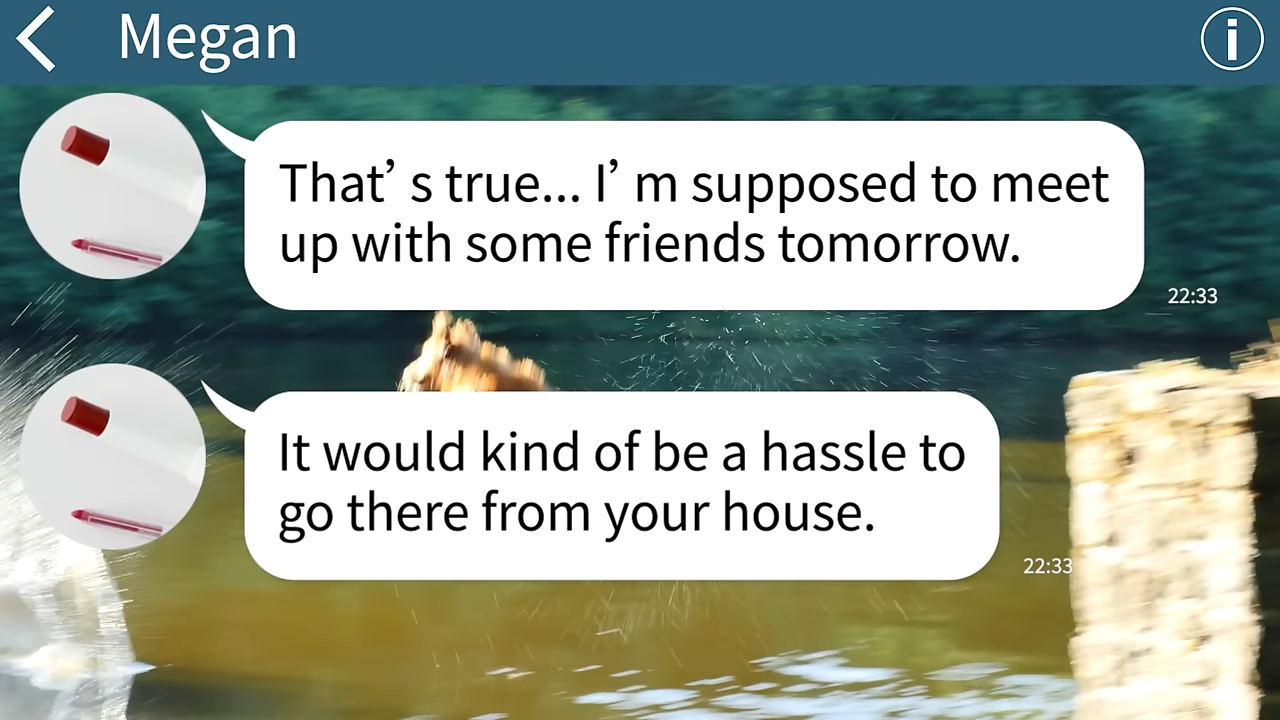 Megan
That’s true... I’m supposed to meet
up with some friends tomorrow.
22:33
It would kind of be a hassle to
go there from your house.
22:33